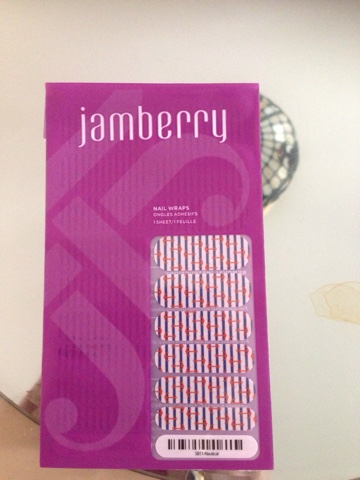 jamberry
NAIL WRAPS
ONGLES ADHÉSIFS
1 SHEET/1 FEUILLE